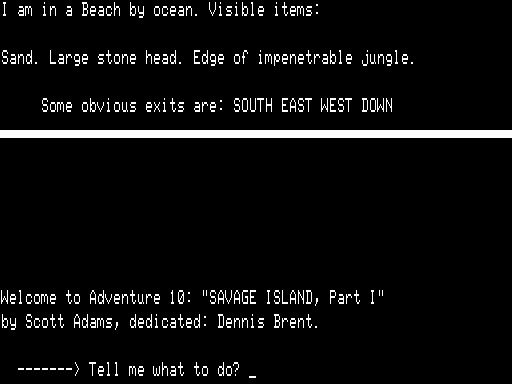 I am in a Beach by ocean. Visible items:
Sand. Large stone head. Edge of impenetrable jungle.
Some obvious exits are: SOUTH EAST WEST DOWN
Welcome to Adventure 10: "SAVAGE ISLAND, Part I"
by Scott Adams, dedicated: Dennis Brent.
-------> Tell me what to do? _